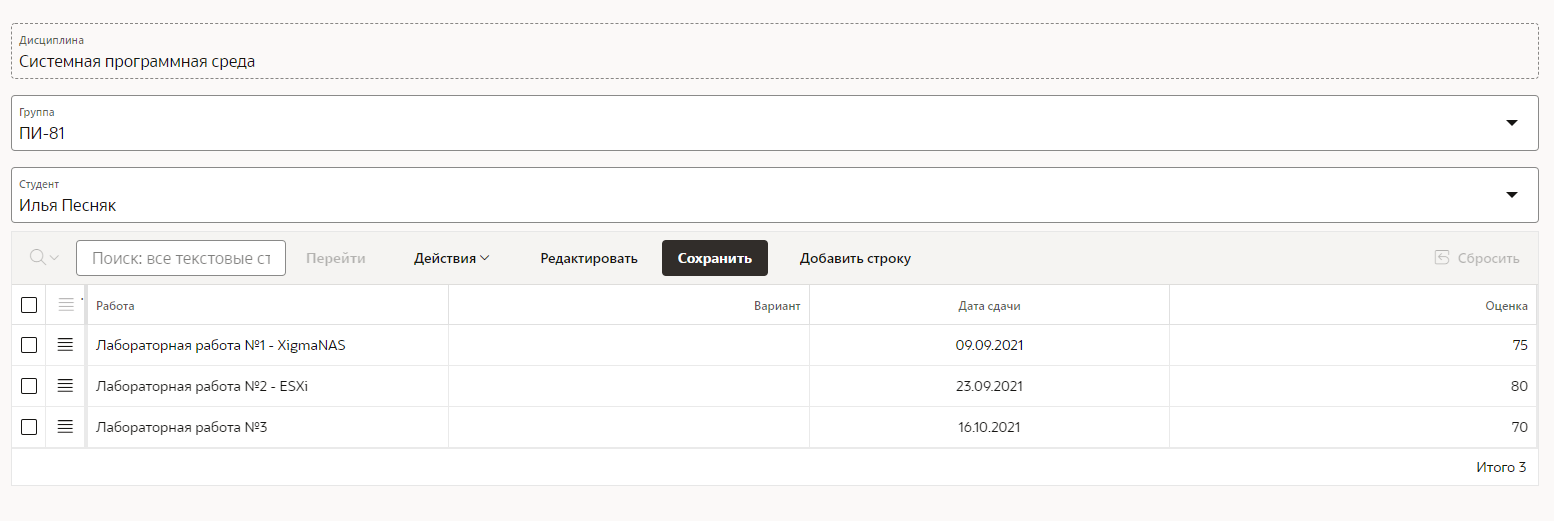 Дисциплина
Системная программная среда
Группа
ПИ-81
Студент
Илья Песняк
Поиск: все текстовые ст Перейти Действия Редактировать Сохранить Добавить строку Сбросить
Работа Вариант Дата сдачи Оценка
Лабораторная работа №1 - XigmaNAS 09.09.2021 75
Лабораторная работа №2 - ESXi 23.09.2021 80
Лабораторная работа №3 16.10.2021 70
Итого 3